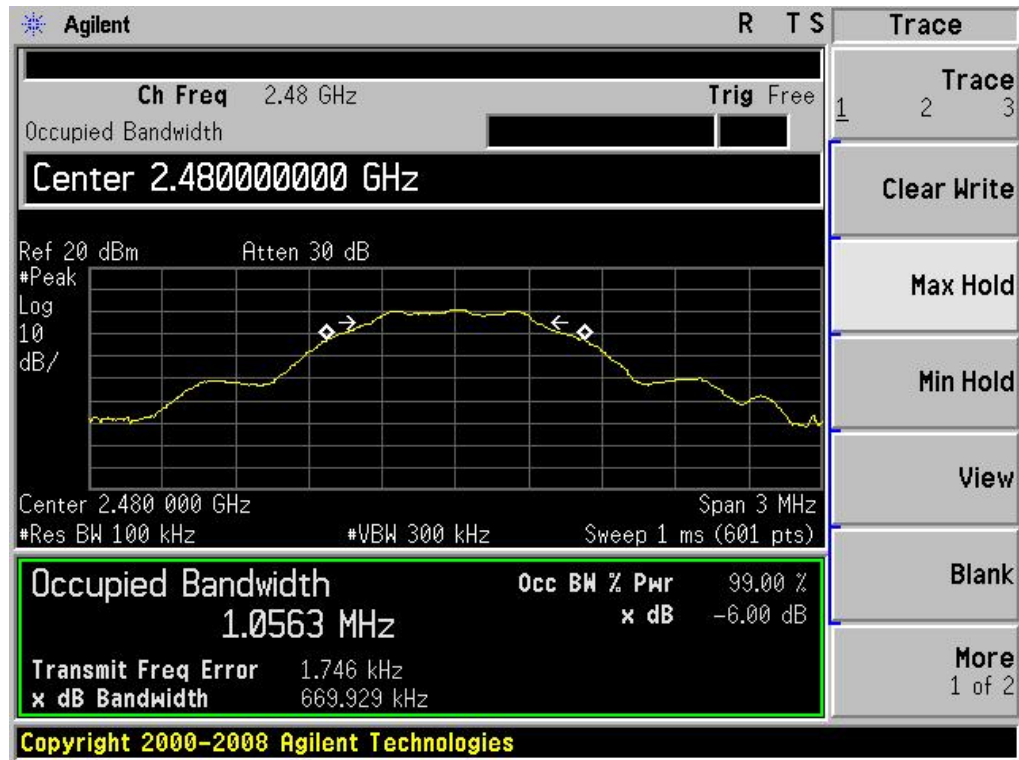 Agilent R T S Trace
Ch Freq 2.48 GHz Trig Free
Occupied Bandwidth
Center 2.480000000 GHz
Ref 20 dBm Atten 30 dB
#Peak
Log
10
dB/
Center 2.480 000 GHz Span 3 MHz
#Res BW 100 kHz #VBW 300 kHz Sweep 1 ms (601 pts)
Occupied Bandwidth Occ BW % Pwr 99.00 %
1.0563 MHz x dB -6.00 dB
Transmit Freq Error 1.746 kHz
x dB Bandwidth 669.929 kHz
Copyright 2000-2008 Agilent Technologies
Trace
1 2 3
Clear Write
Max Hold
Min Hold
View
Blank
More
1 of 2